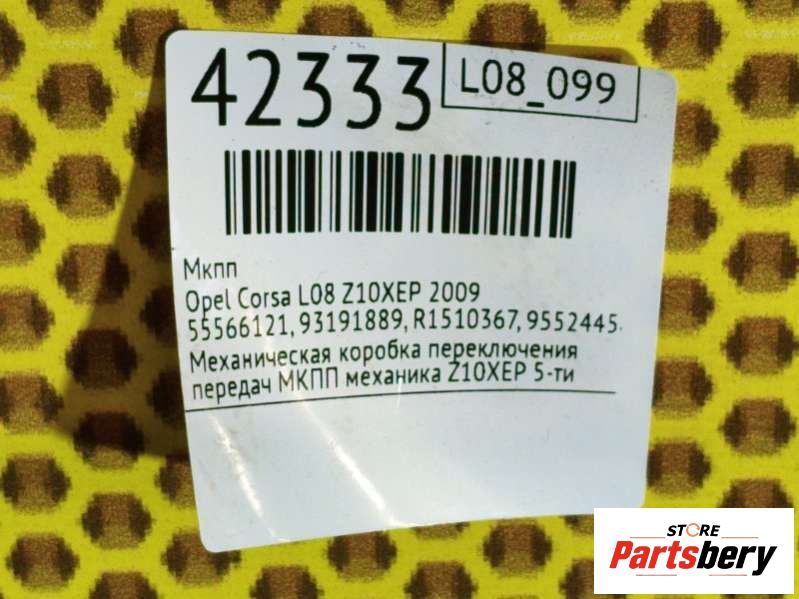 42333
L08_099
Мкпп
Opel Corsa L08 Z10XEP 2009
55566121, 93191889, R1510367, 9552445
Механическая коробка переключения
передач МКПП механика Z10XEP 5-ти
STORE
Partsbery